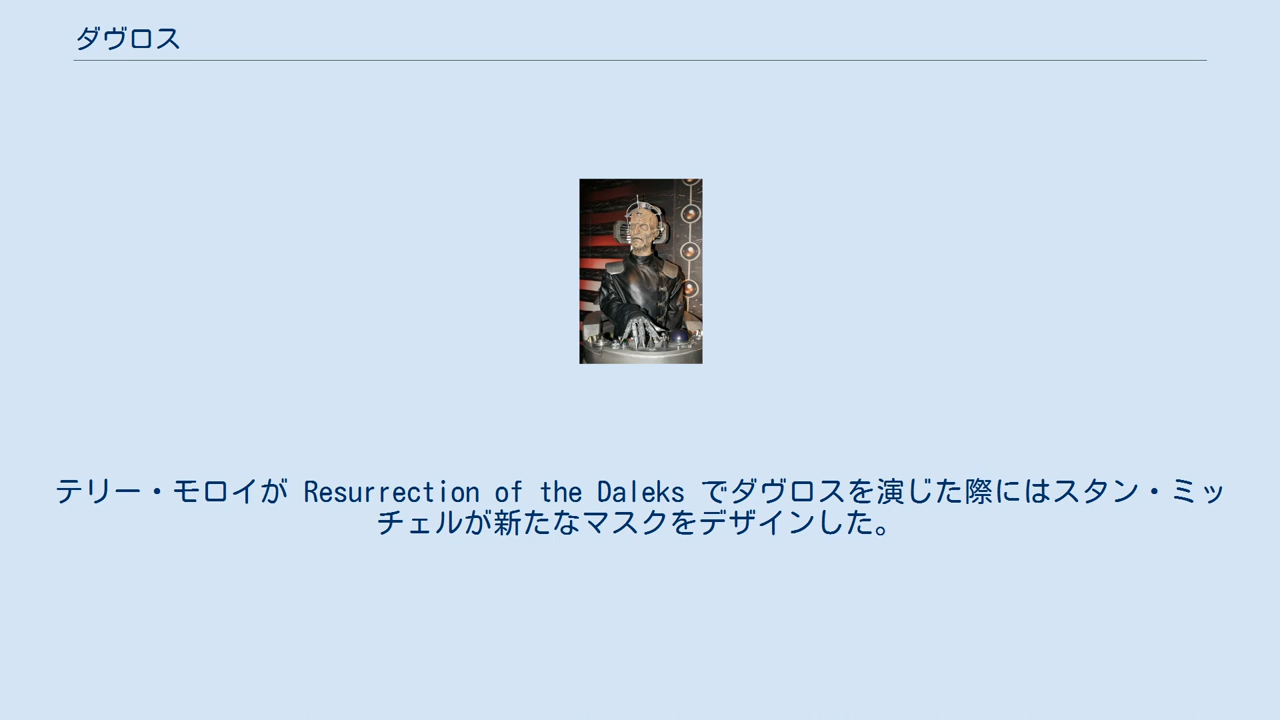 ダヴロス
テリー・モロイが Resurrection of the Daleks でダヴロスを演じた際にはスタン・ミッ
チェルが新たなマスクをデザインした。